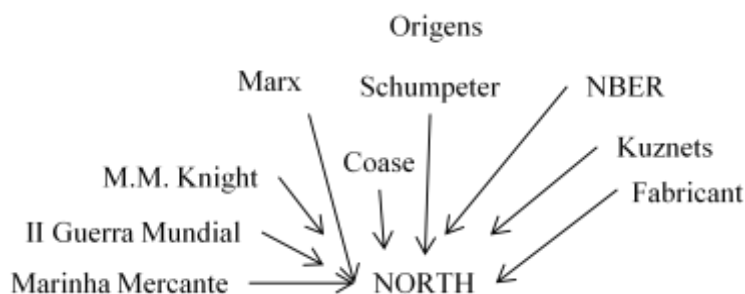 Origens
Marx
Schumpeter
NBER
Coase
Kuznets
M.M. Knight
Fabricant
II Guerra Mundial
Marinha Mercante
NORTH